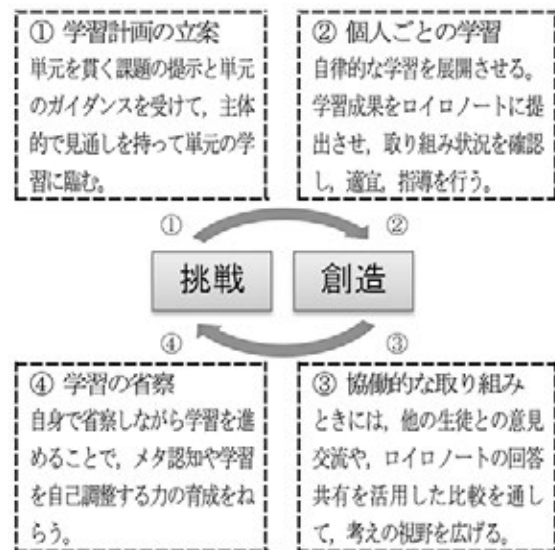 ① 学習計画の立案
単元を貫く課題の提示と単元
のガイダンスを受けて，主体
的で見通しを持って単元の学
習に臨む。
② 個人ごとの学習
自律的な学習を展開させる。
学習成果をロイロノートに提
出させ，取り組み状況を確認
し，適宜，指導を行う。
①
②
挑戦
創造
④
③
④ 学習の省察
自身で省察しながら学習を進
めることで，メタ認知や学習
を自己調整する力の育成をね
らう。
③ 協働的な取り組み
ときには，他の生徒との意見
交流や，ロイロノートの回答
共有を活用した比較を通し
て，考えの視野を広げる。